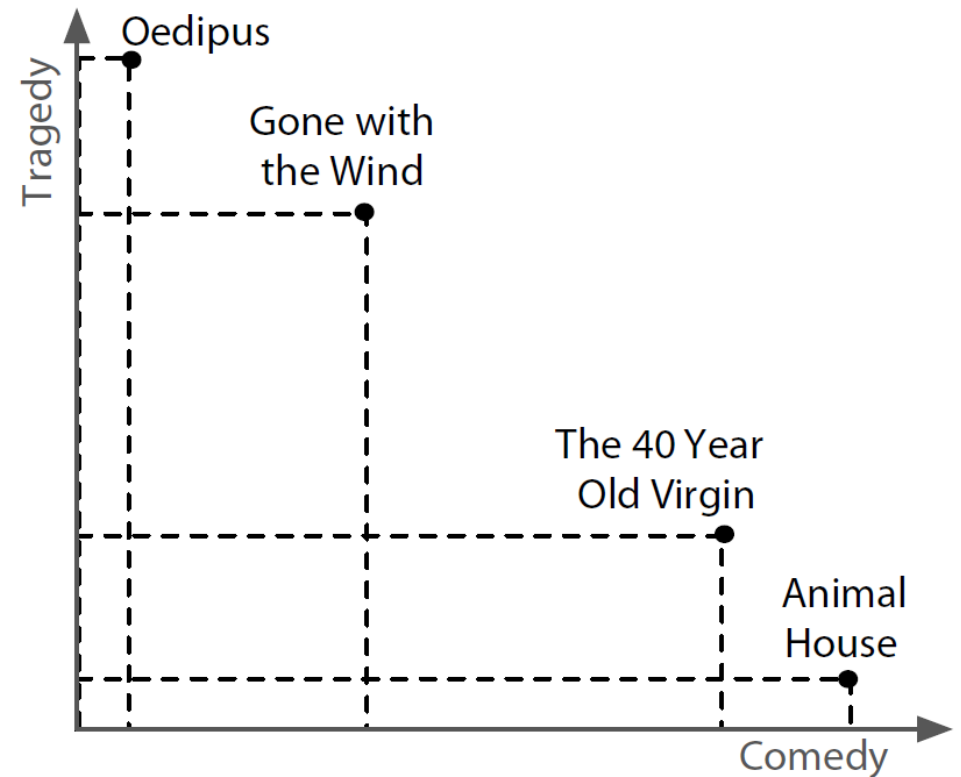 Oedipus
Tragedy
Gone with
the Wind
The 40 Year
Old Virgin
Animal
House
Comedy